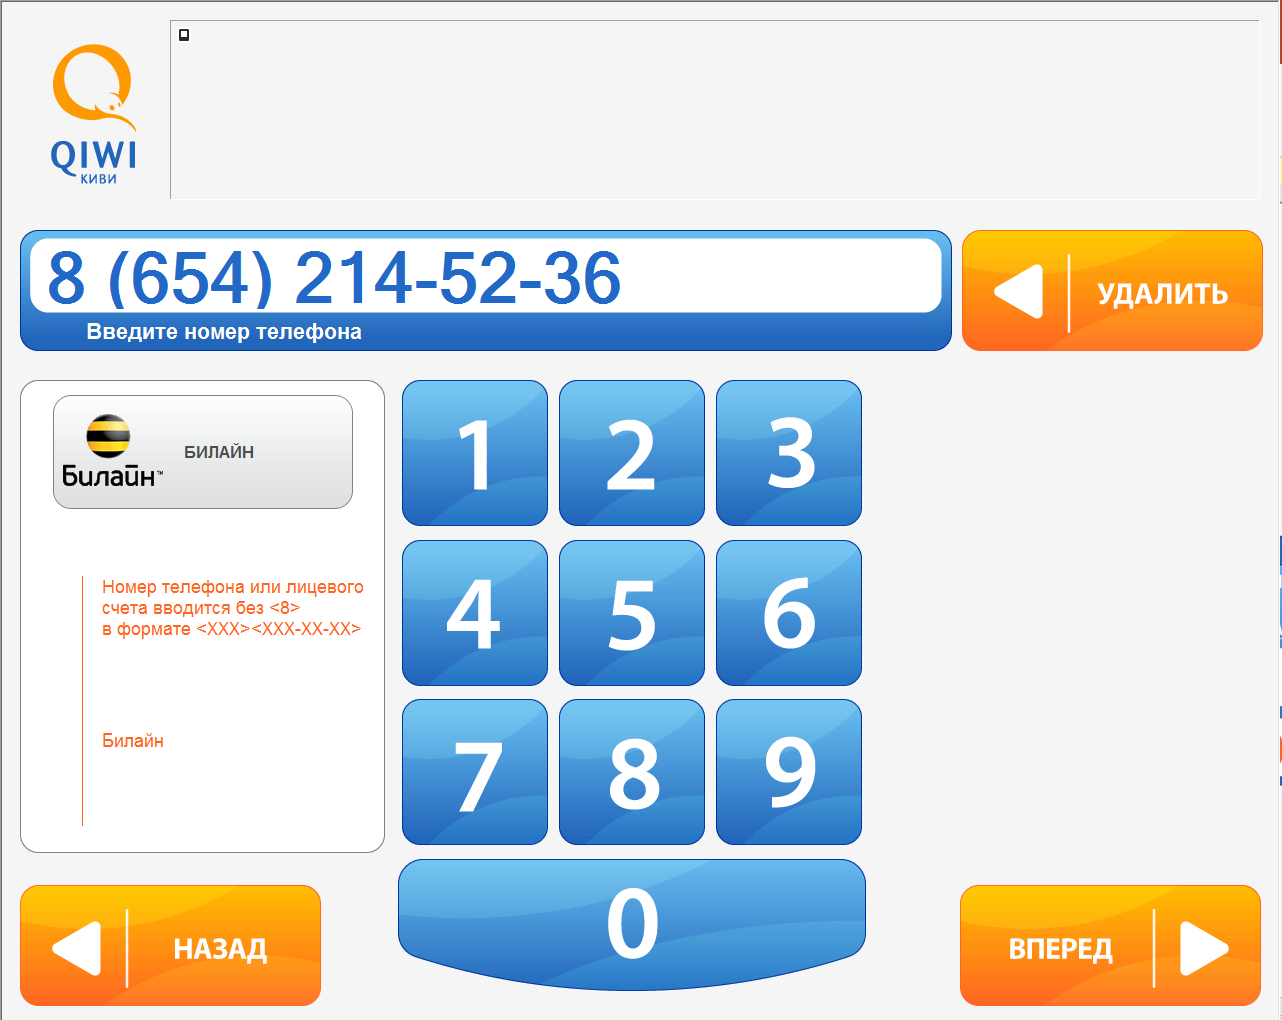 QIWI
КИВИ
8 (654) 214-52-36
Введите номер телефона
УДАЛИТЬ
Билайн™
БИЛАЙН
Номер телефона или лицевого
счета вводится без <8>
в формате <XXX><XXX-XX-XX>
Билайн
1 2 3
4 5 6
7 8 9
0
НАЗАД
ВПЕРЕД